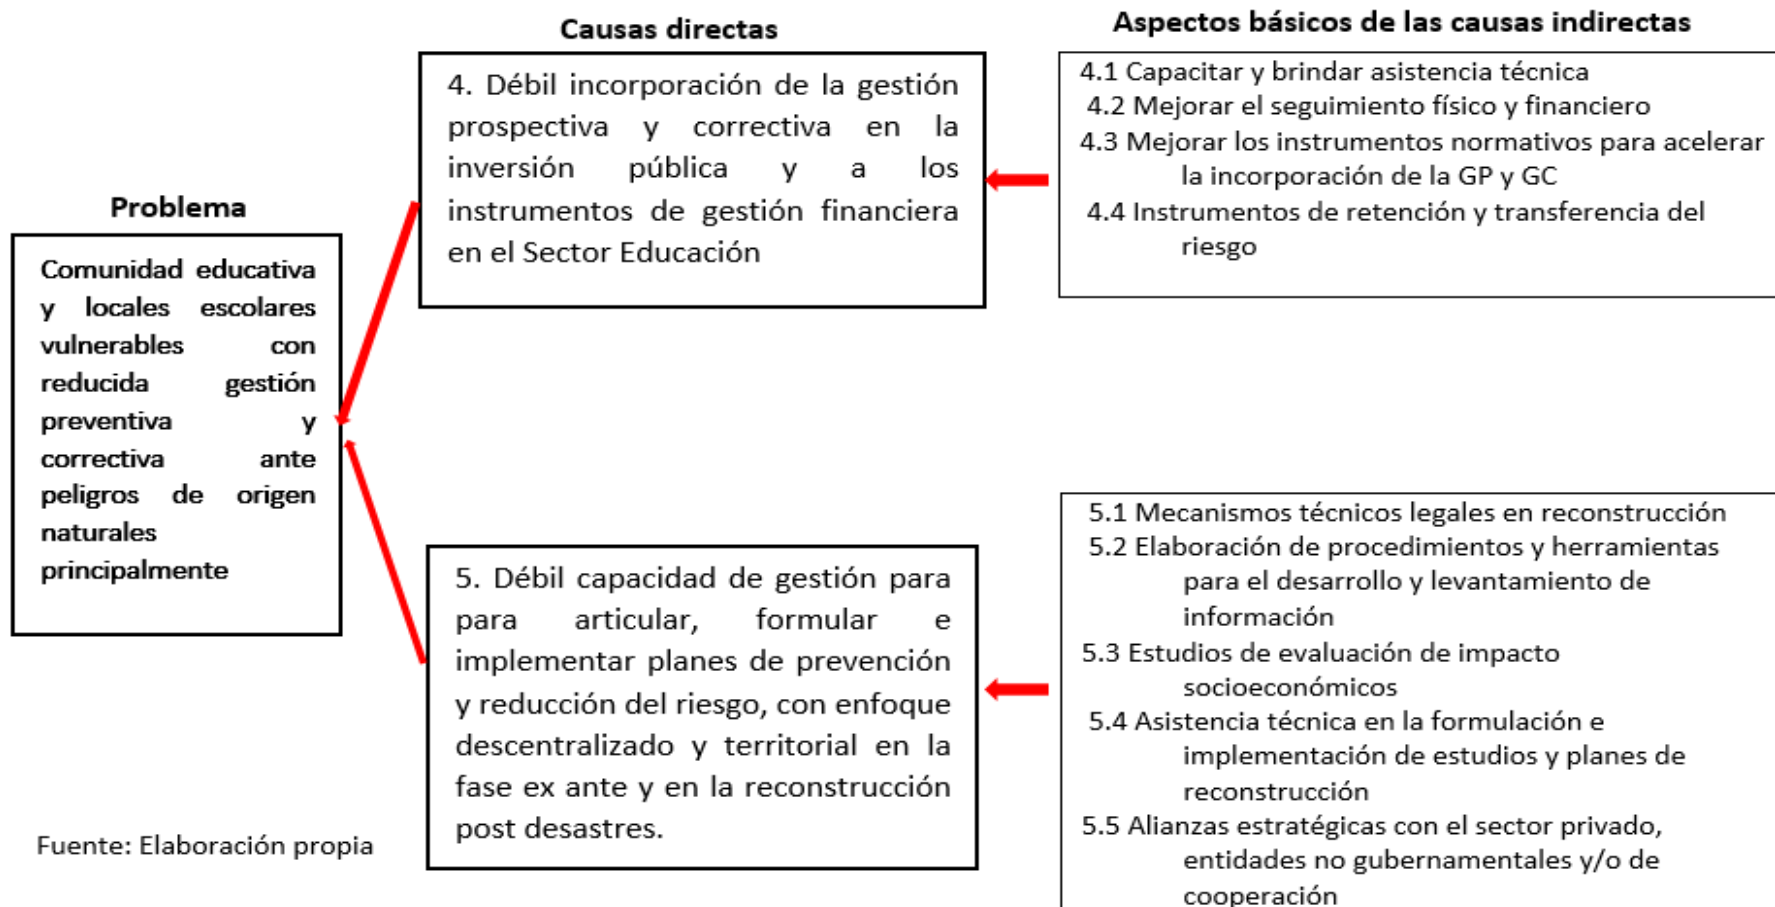 Problema
Comunidad educativa
y locales escolares
vulnerables con
reducida gestión
preventiva y
correctiva ante
peligros de origen
naturales
principalmente
Causas directas
4. Débil incorporación de la gestión
prospectiva y correctiva en la
inversión pública y a los
instrumentos de gestión financiera
en el Sector Educación
5. Débil capacidad de gestión para
para articular, formular e
implementar planes de prevención
y reducción del riesgo, con enfoque
descentralizado y territorial en la
fase ex ante y en la reconstrucción
post desastres.
Aspectos básicos de las causas indirectas
4.1 Capacitar y brindar asistencia técnica
4.2 Mejorar el seguimiento físico y financiero
4.3 Mejorar los instrumentos normativos para acelerar
la incorporación de la GP y GC
4.4 Instrumentos de retención y transferencia del
riesgo
5.1 Mecanismos técnicos legales en reconstrucción
5.2 Elaboración de procedimientos y herramientas
para el desarrollo y levantamiento de
información
5.3 Estudios de evaluación de impacto
socioeconómicos
5.4 Asistencia técnica en la formulación e
implementación de estudios y planes de
reconstrucción
5.5 Alianzas estratégicas con el sector privado,
entidades no gubernamentales y/o de
cooperación
Fuente: Elaboración propia